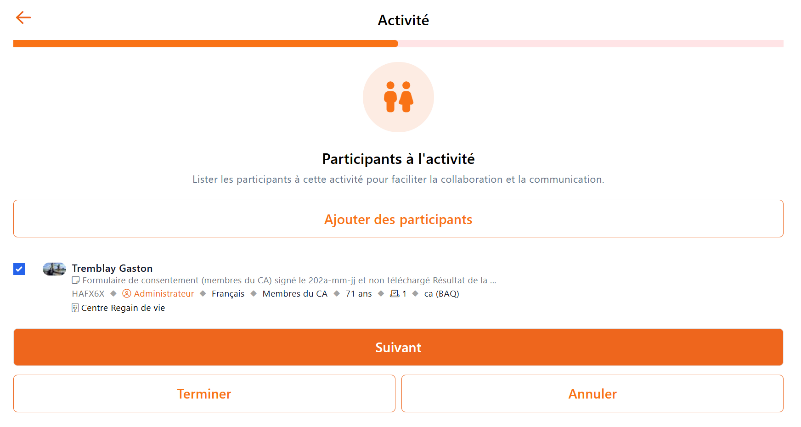 Activité
Participants à l'activité
Lister les participants à cette activité pour faciliter la collaboration et la communication.
Ajouter des participants
Tremblay Gaston
Formulaire de consentement (membres du CA) signé le 202a-mm-jj et non téléchargé Résultat de la ...
HAFX6X ◆ Administrateur ◆ Français ◆ Membres du CA ◆ 71 ans ◆ 1 ◆ ca (BAQ)
Centre Regain de vie
Suivant
Terminer
Annuler